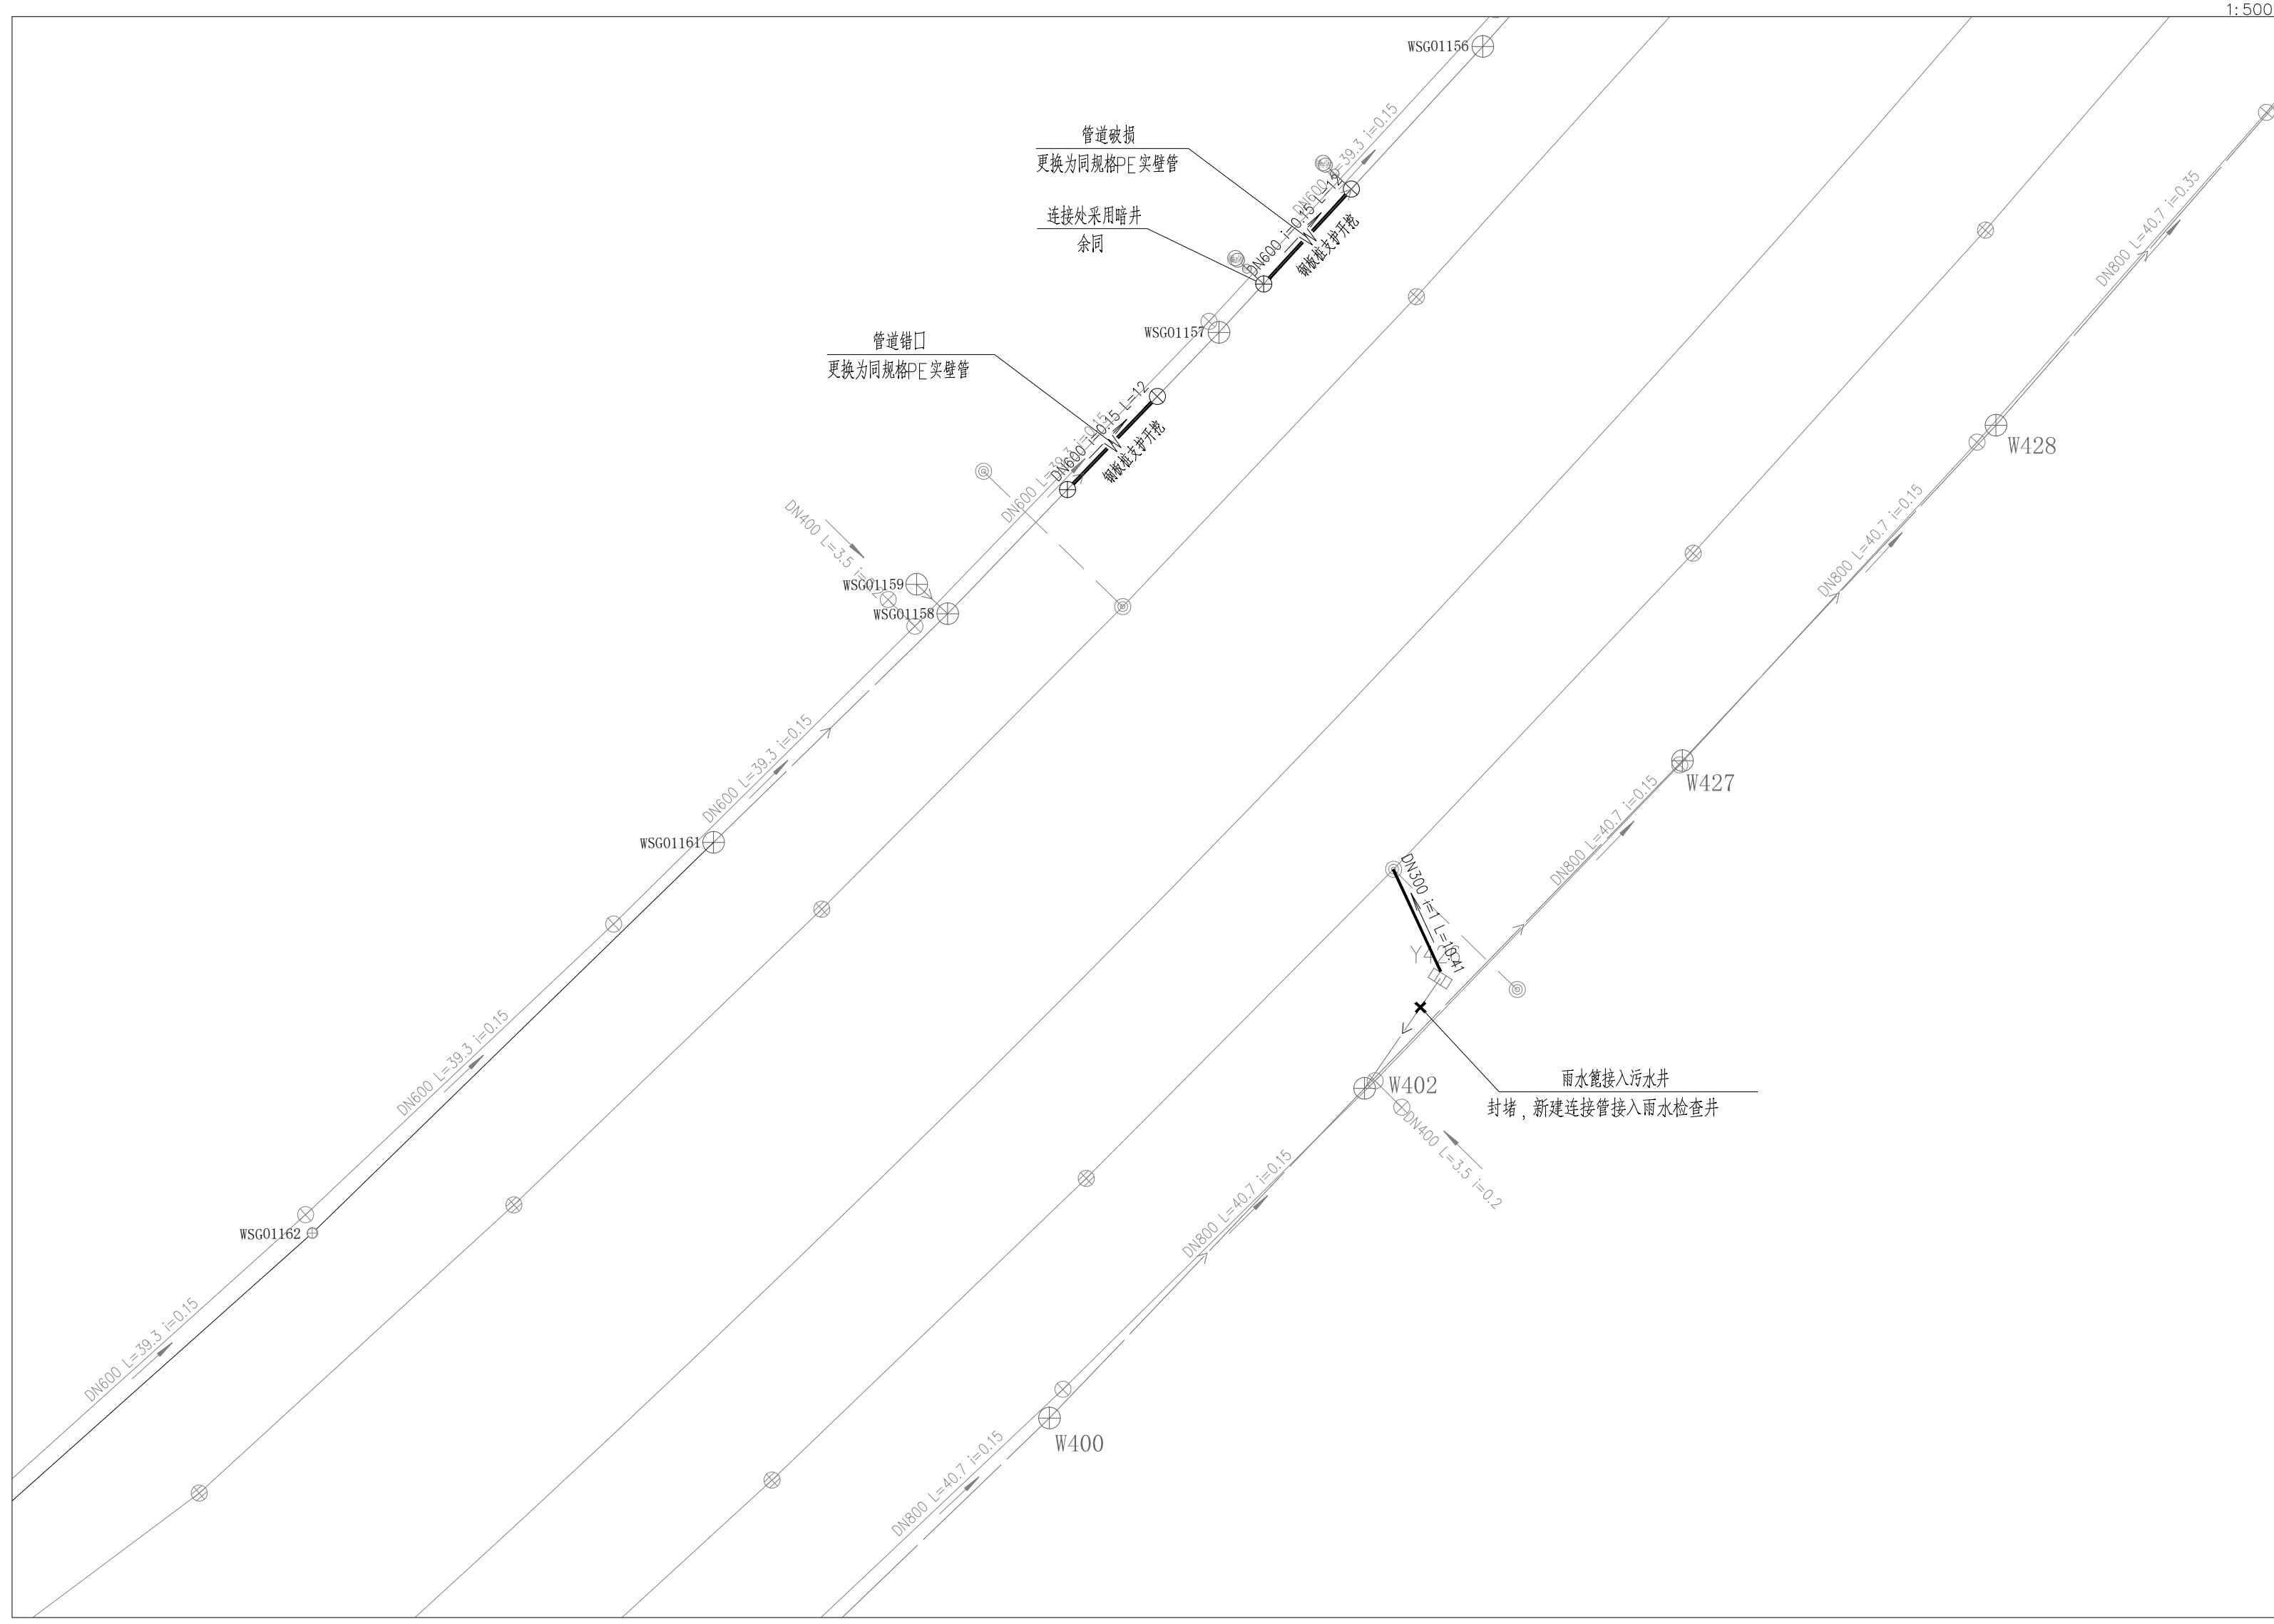 1:500
WSG01156
管道破损
更换为同规格PE实壁管
DN600 L=39.3 i=0.15
DN600 i=0.15 L=12
钢板桩支护开挖
连接处采用暗井
余同
DN800 L=40.7 i=0.35
WSG01157
管道错口
更换为同规格PE实壁管
DN600 i=0.15 L=12
钢板桩支护开挖
DN600 L=39.3 i=0.15
W428
DN400 L=3.5 i=0.2
WSG01159
WSG01158
DN800 L=40.7 i=0.15
DN600 L=39.3 i=0.15
W427
WSG01161
DN800 L=40.7 i=0.15
DN300 i=1 L=10.41
DN600 L=39.3 i=0.15
雨水篦接入污水井
封堵，新建连接管接入雨水检查井
W402
DN400 L=3.5 i=0.2
DN800 L=40.7 i=0.15
WSG01162
DN600 L=39.3 i=0.15
W400
DN800 L=40.7 i=0.15